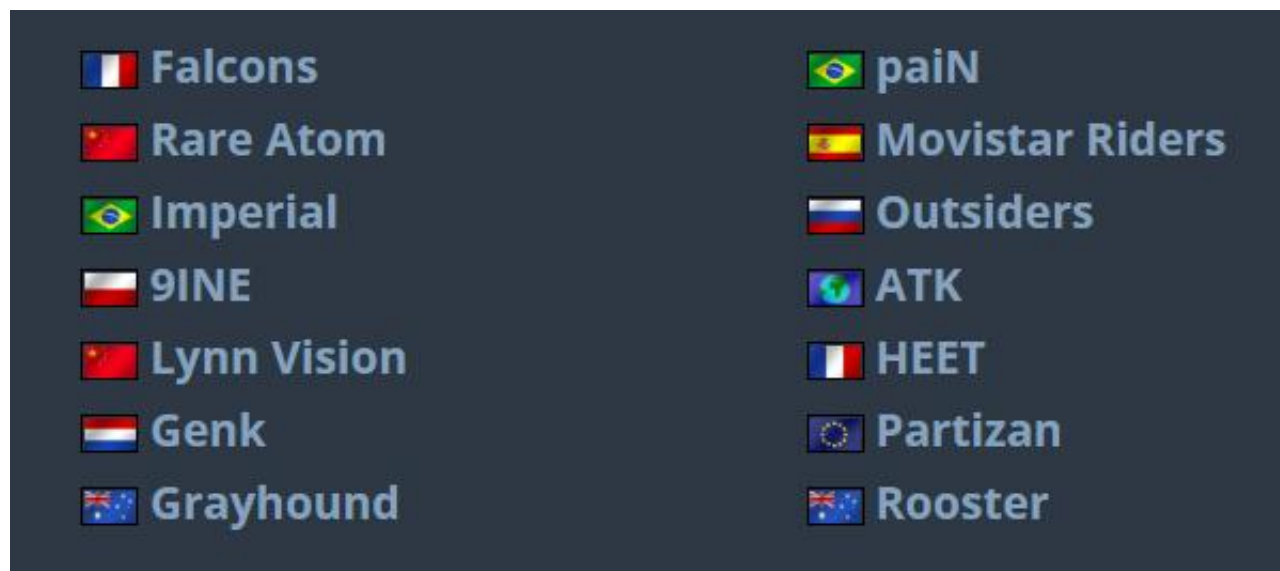 Falcons
paiN
Rare Atom
Movistar Riders
Imperial
Outsiders
9INE
ATK
Lynn Vision
HEET
Genk
Partizan
Grayhound
Rooster